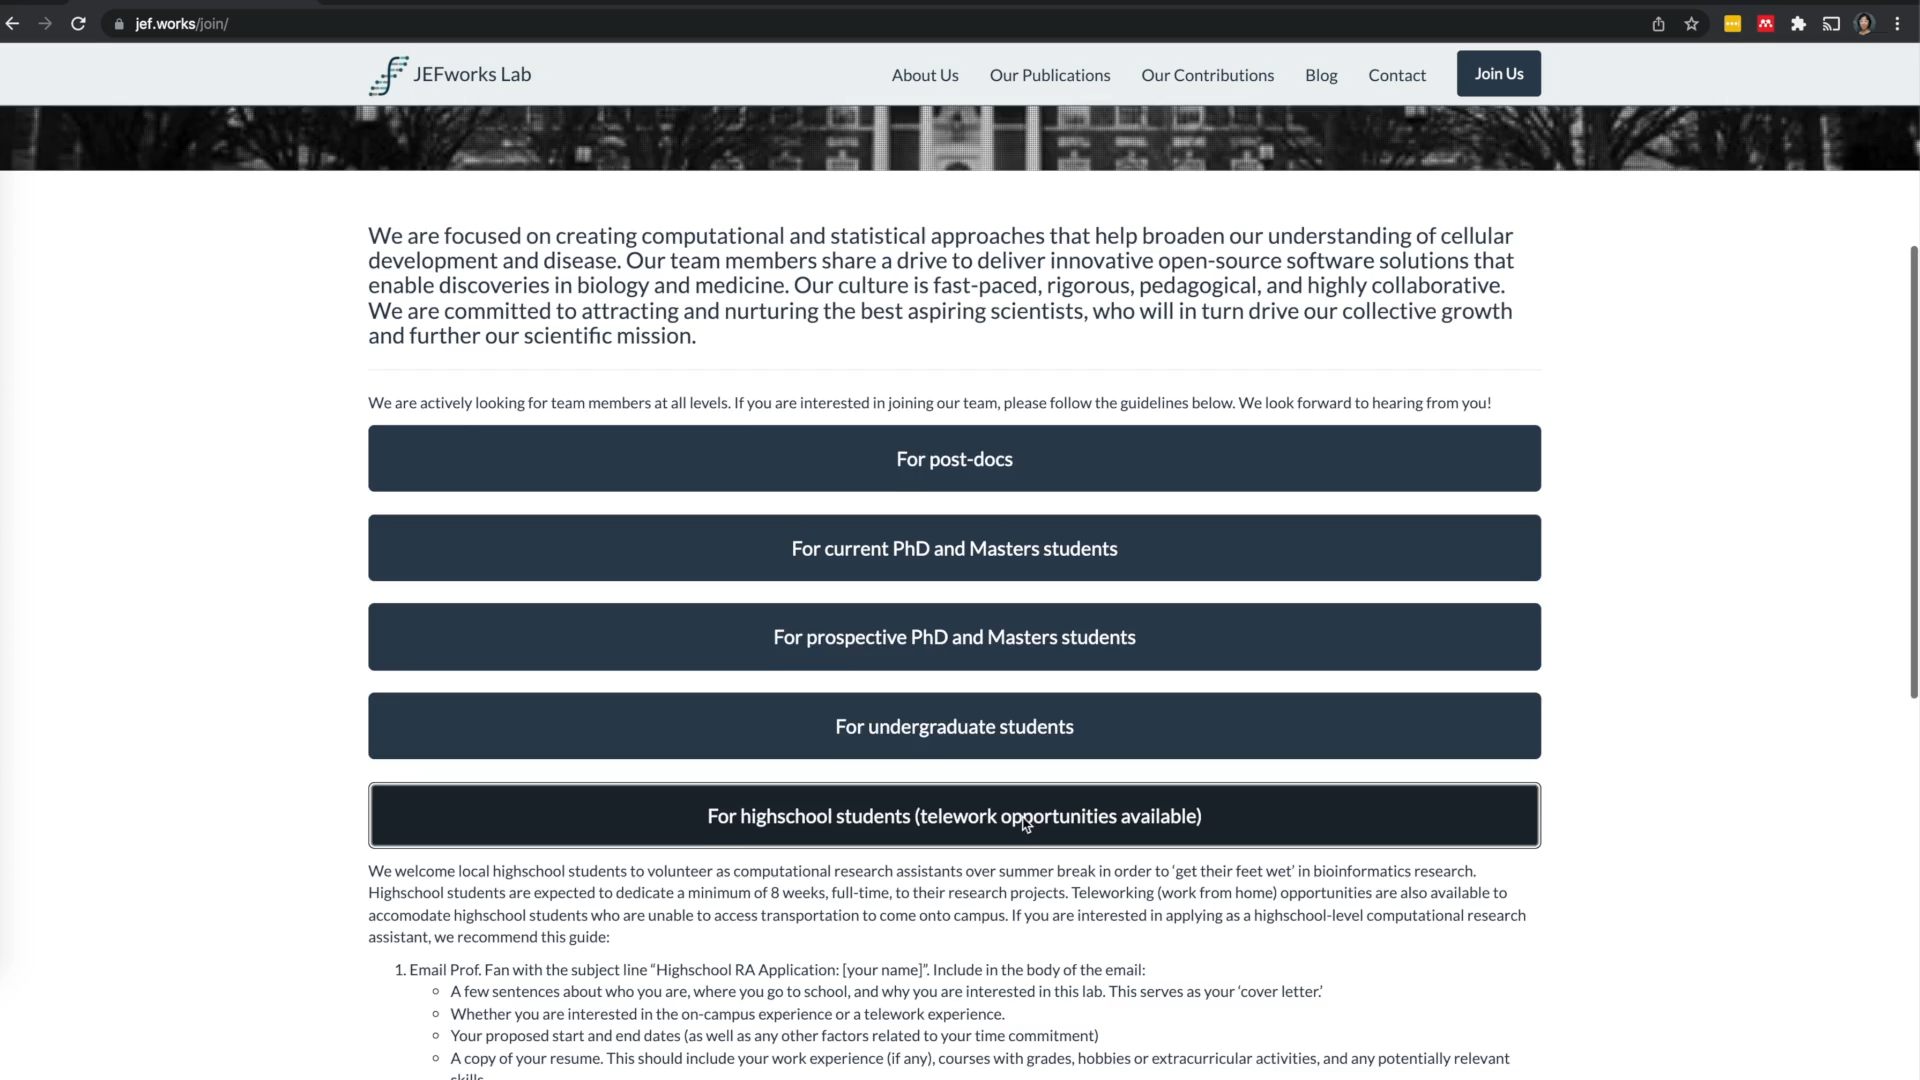 jef.works/join/
JEFworks Lab
About Us
Our Publications
Our Contributions
Blog
Contact
Join Us
We are focused on creating computational and statistical approaches that help broaden our understanding of cellular
development and disease. Our team members share a drive to deliver innovative open-source software solutions that
enable discoveries in biology and medicine. Our culture is fast-paced, rigorous, pedagogical, and highly collaborative.
We are committed to attracting and nurturing the best aspiring scientists, who will in turn drive our collective growth
and further our scientific mission.
We are actively looking for team members at all levels. If you are interested in joining our team, please follow the guidelines below. We look forward to hearing from you!
For post-docs
For current PhD and Masters students
For prospective PhD and Masters students
For undergraduate students
For highschool students (telework opportunities available)
We welcome local highschool students to volunteer as computational research assistants over summer break in order to ‘get their feet wet’ in bioinformatics research.
Highschool students are expected to dedicate a minimum of 8 weeks, full-time, to their research projects. Teleworking (work from home) opportunities are also available to
accomodate highschool students who are unable to access transportation to come onto campus. If you are interested in applying as a highschool-level computational research
assistant, we recommend this guide:
1. Email Prof. Fan with the subject line “Highschool RA Application: [your name]”. Include in the body of the email:
A few sentences about who you are, where you go to school, and why you are interested in this lab. This serves as your ‘cover letter.’
Whether you are interested in the on-campus experience or a telework experience.
Your proposed start and end dates (as well as any other factors related to your time commitment)
A copy of your resume. This should include your work experience (if any), courses with grades, hobbies or extracurricular activities, and any potentially relevant
skills